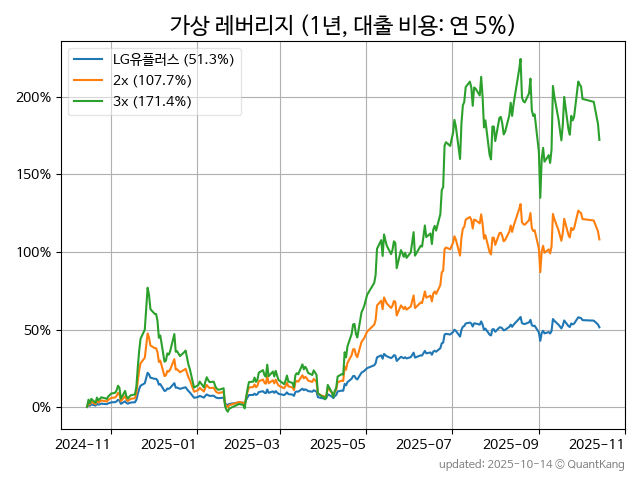 가상 레버리지 (1년, 대출 비용: 연 5%)
LG유플러스 (51.3%)
2x (107.7%)
3x (171.4%)
200%
150%
100%
50%
0%
2024-11 2025-01 2025-03 2025-05 2025-07 2025-09 2025-11
updated: 2025-10-14 © QuantKang